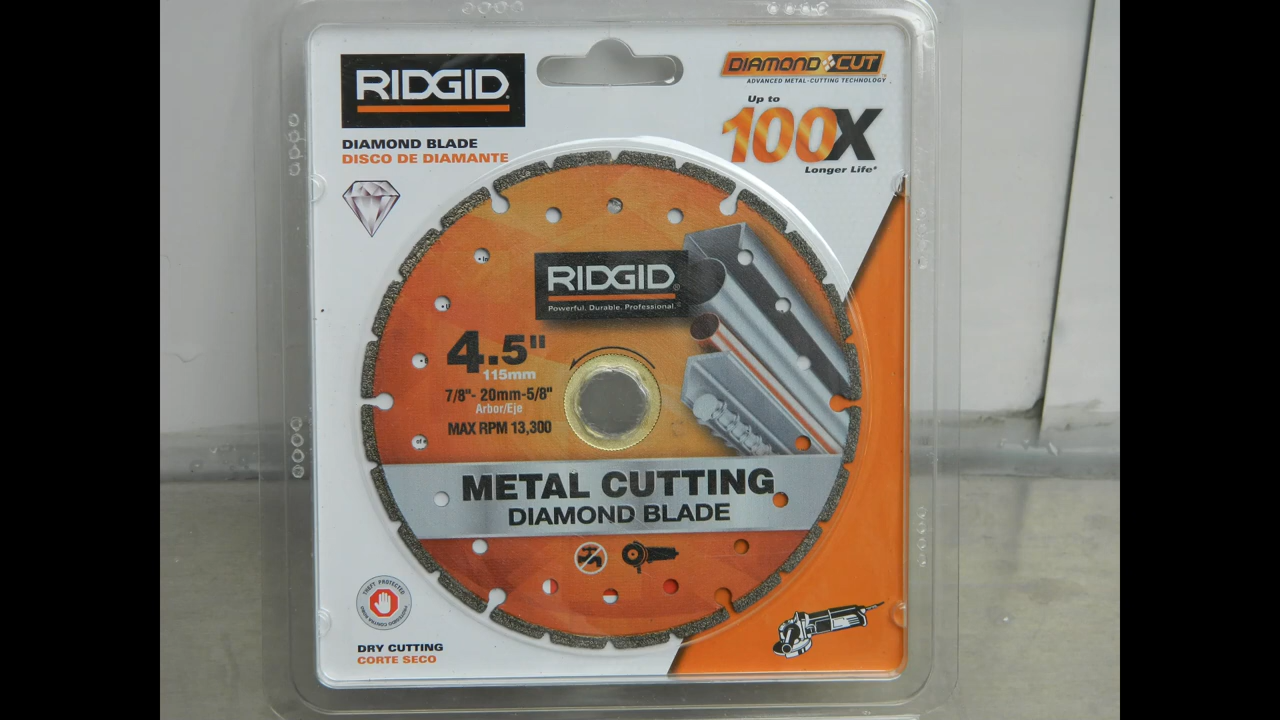 RIDGID
DIAMOND BLADE
DISCO DE DIAMANTE
DIAMOND CUT
ADVANCED METAL-CUTTING TECHNOLOGY
Up to
100X
Longer Life*
RIDGID®
Powerful. Durable. Professional.
4.5"
115mm
7/8"- 20mm-5/8"
Arbor/Eje
MAX RPM 13,300
METAL CUTTING
DIAMOND BLADE
THEFT PROTECTED
DRY CUTTING
CORTE SECO